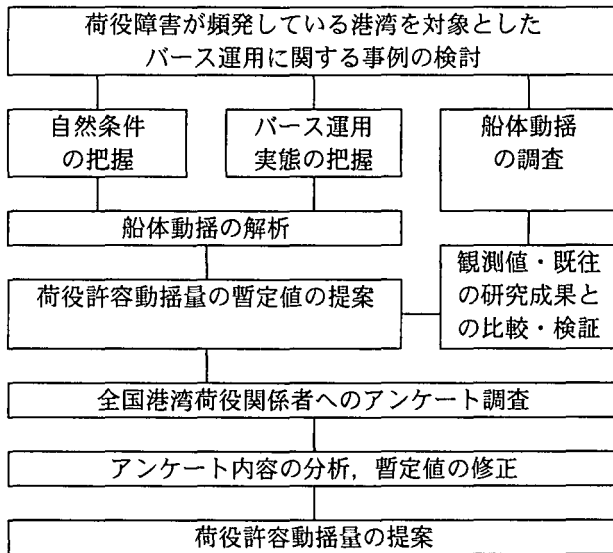 荷役障害が頻発している港湾を対象とした
バース運用に関する事例の検討
自然条件
の把握
バース運用
実態の把握
船体動揺
の調査
船体動揺の解析
観測値・既往
の研究成果と
の比較・検証
荷役許容動揺量の暫定値の提案
全国港湾荷役関係者へのアンケート調査
アンケート内容の分析，暫定値の修正
荷役許容動揺量の提案